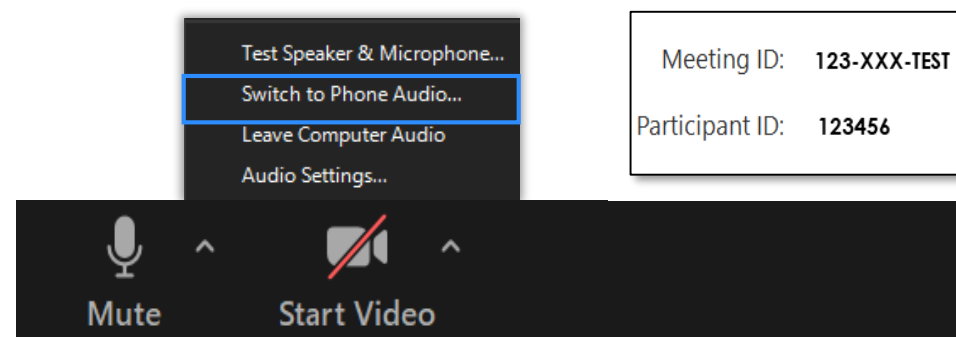 Test Speaker & Microphone...
Switch to Phone Audio...
Leave Computer Audio
Audio Settings...
Meeting ID: 123-XXX-TEST
Participant ID: 123456
Mute
Start Video